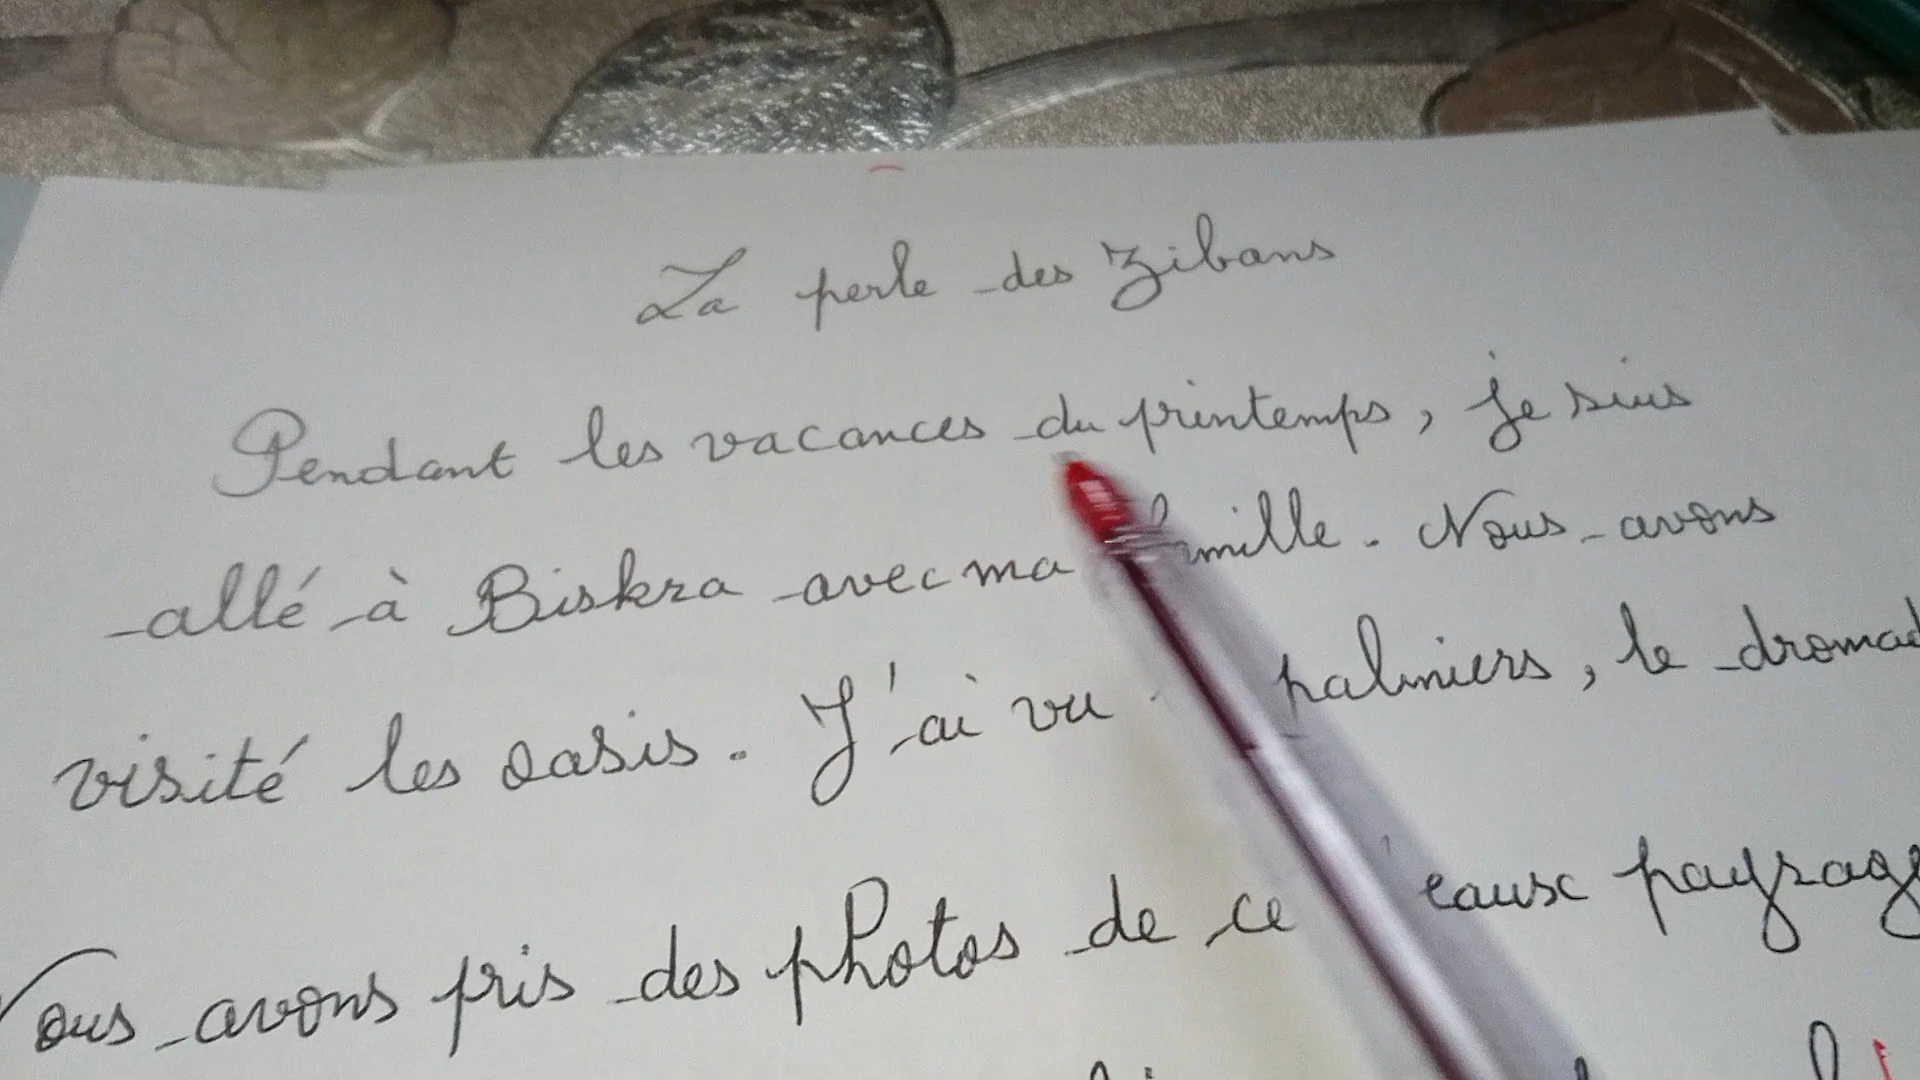 La perle des Zibans
Pendant les vacances du printemps, je suis
allé à Biskra avec ma famille. Nous avons
visité les oasis. J'ai vu palmiers, le
Nous avons pris des photos de